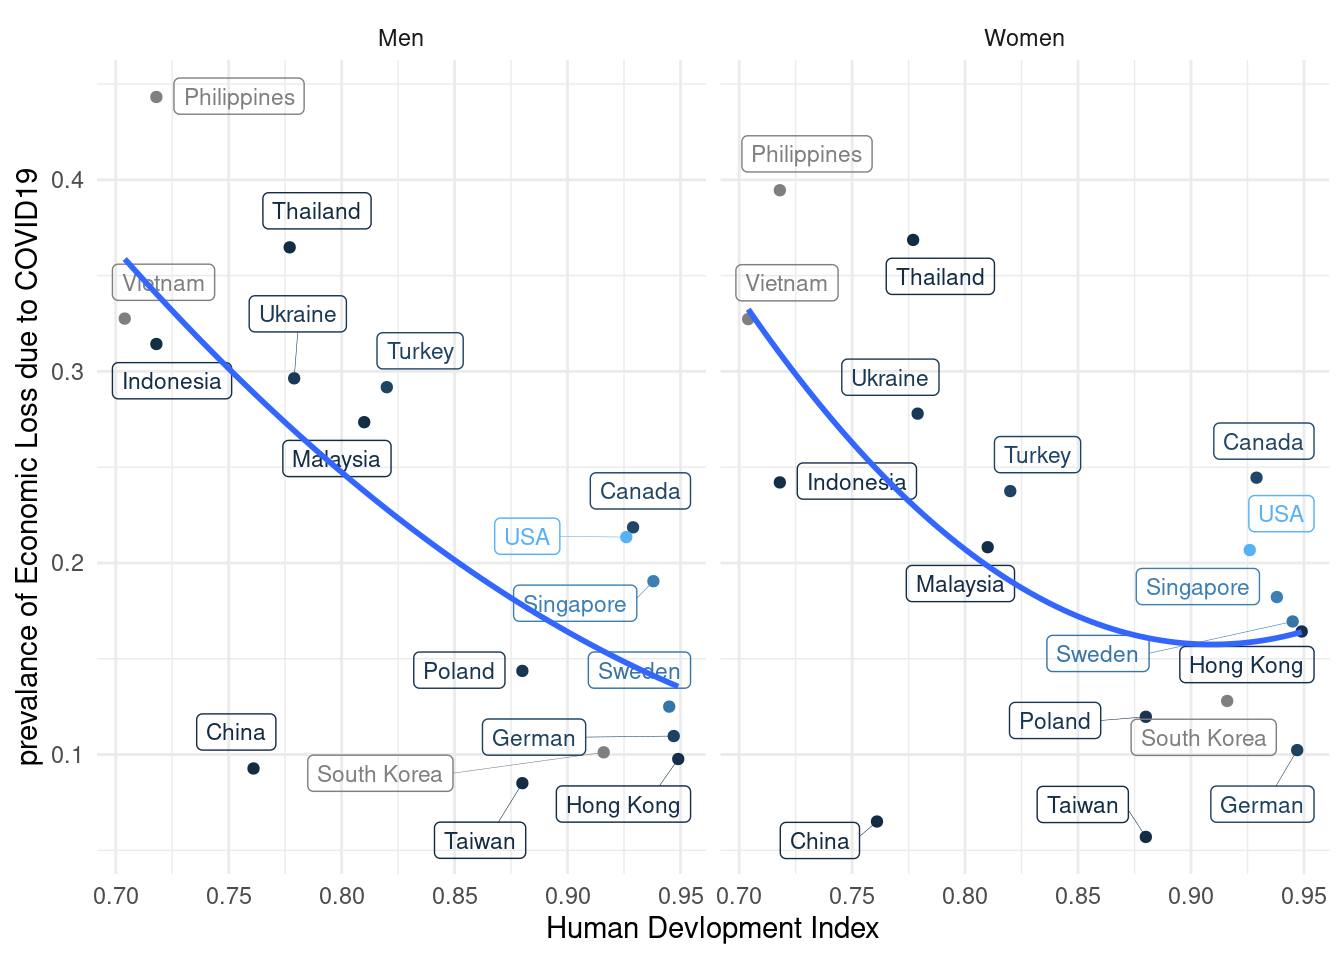 Men
Women
prevalance of Economic Loss due to COVID19
0.4
0.3
0.2
0.1
Philippines
Thailand
Vietnam
Ukraine
Turkey
Indonesia
Malaysia
Canada
USA
Singapore
Poland
Sweden
China
German
South Korea
Hong Kong
Taiwan
Philippines
Thailand
Vietnam
Ukraine
Canada
Turkey
Indonesia
USA
Malaysia
Singapore
Sweden
Hong Kong
Poland
South Korea
Taiwan
German
China
0.70
0.75
0.80
0.85
0.90
0.95
0.70
0.75
0.80
0.85
0.90
0.95
Human Devlopment Index